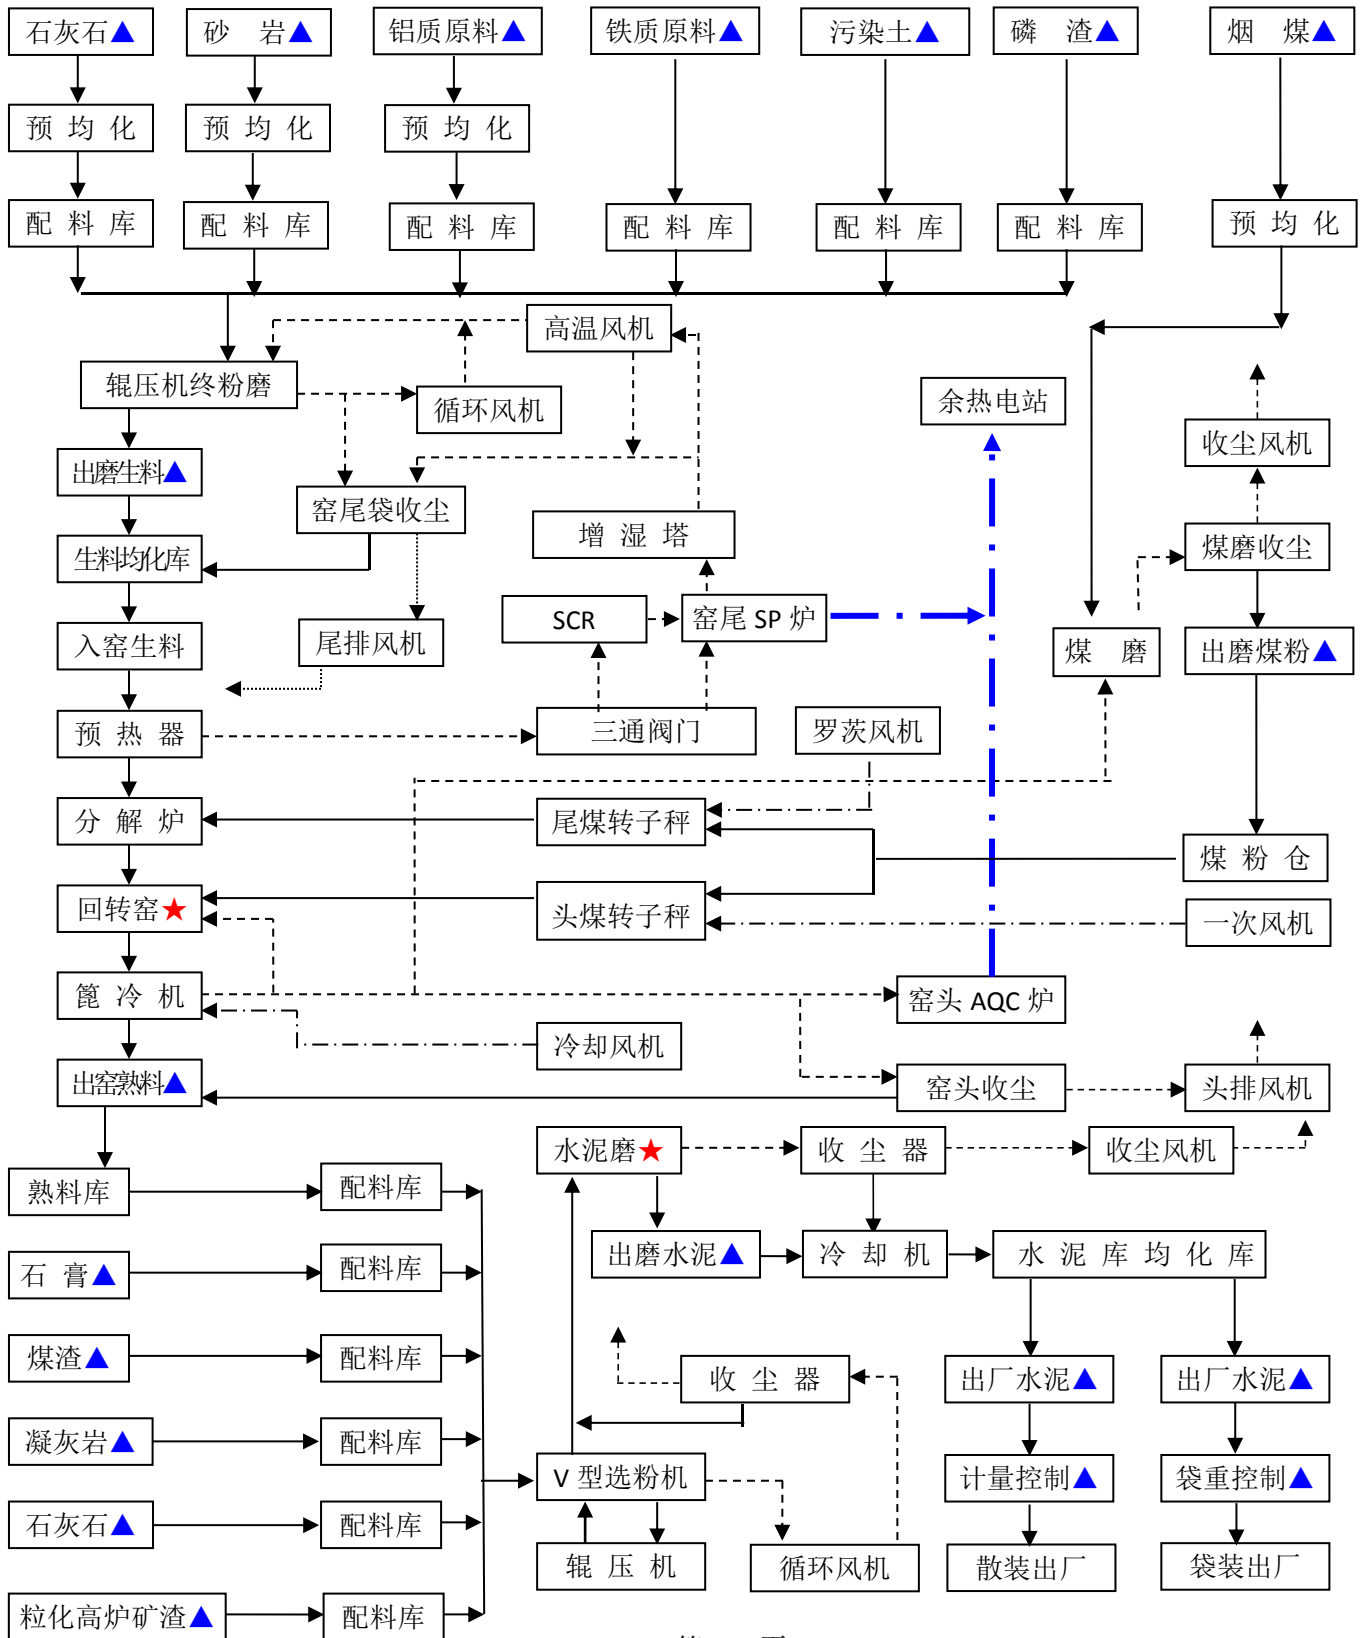 石灰石▲ 砂 岩▲ 铝质原料▲ 铁质原料▲ 污染土▲ 磷 渣▲ 烟 煤▲
预 均 化 预 均 化 预 均 化
配 料 库 配 料 库 配 料 库 配 料 库 配 料 库 配 料 库 预 均 化
高温风机
辊压机终粉磨 循环风机 余热电站
收尘风机
出磨生料▲
窑尾袋收尘
增 湿 塔 煤磨收尘
生料均化库
SCR 窑尾 SP 炉
入窑生料 尾排风机 煤 磨 出磨煤粉▲
预 热 器 三通阀门 罗茨风机
分 解 炉 尾煤转子秤
煤 粉 仓
回转窑★ 头煤转子秤 一次风机
篦 冷 机 窑头 AQC 炉
冷却风机
出窑熟料▲ 窑头收尘 头排风机
水泥磨★ 收 尘 器 收尘风机
熟料库 配料库
出磨水泥▲ 冷 却 机 水 泥 库 均 化 库
石 膏▲ 配料库
煤渣▲ 配料库 收 尘 器 出厂水泥▲ 出厂水泥▲
凝灰岩▲ 配料库
V 型选粉机 计量控制▲ 袋重控制▲
石灰石▲ 配料库
辊 压 机 循环风机 散装出厂 袋装出厂
粒化高炉矿渣▲ 配料库